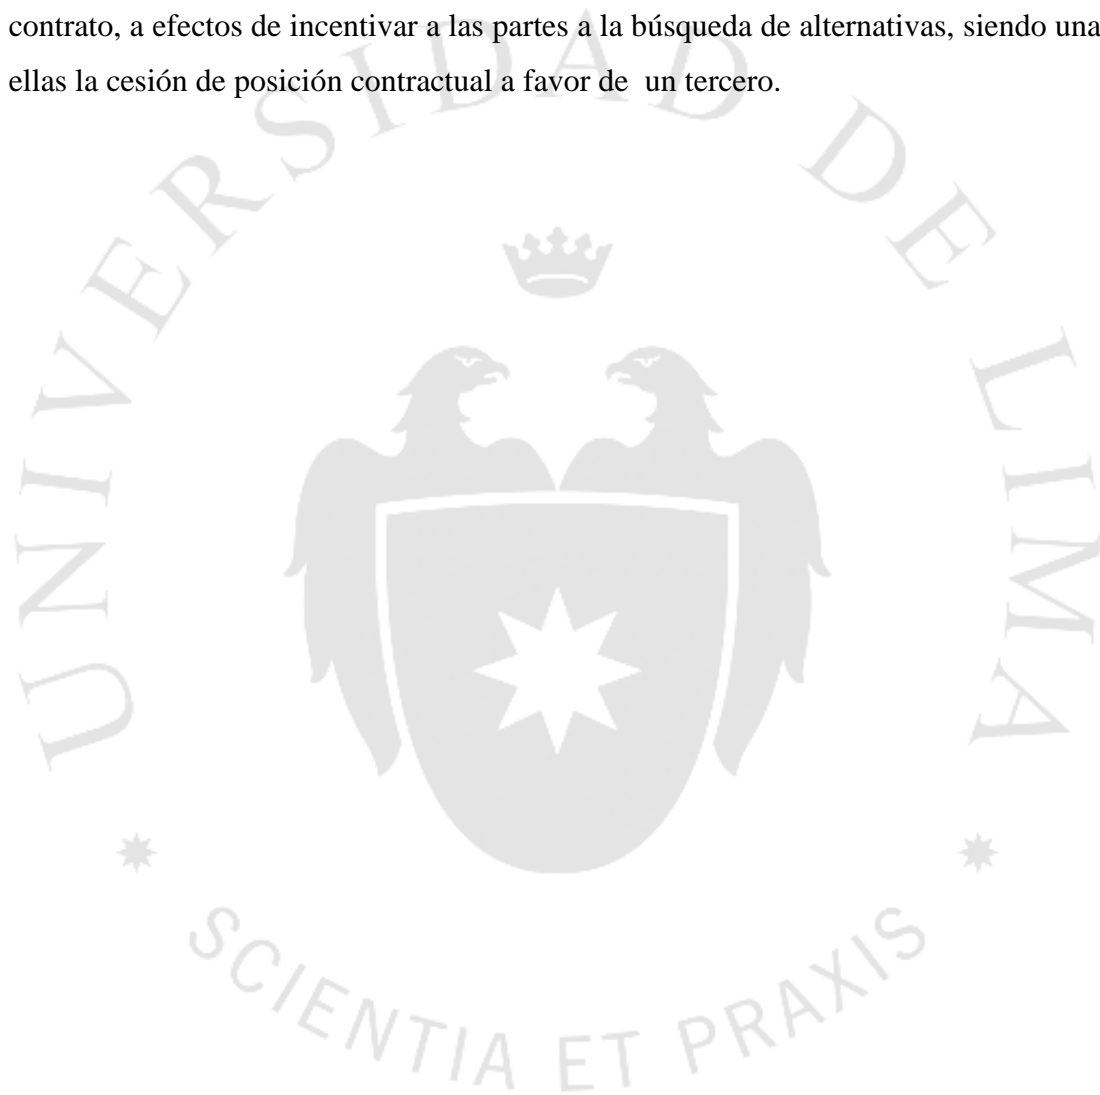 contrato, a efectos de incentivar a las partes a la búsqueda de alternativas, siendo una
ellas la cesión de posición contractual a favor de  un tercero.
UNIVERSIDAD DE LIMA
SCIENTIA ET PRAXIS